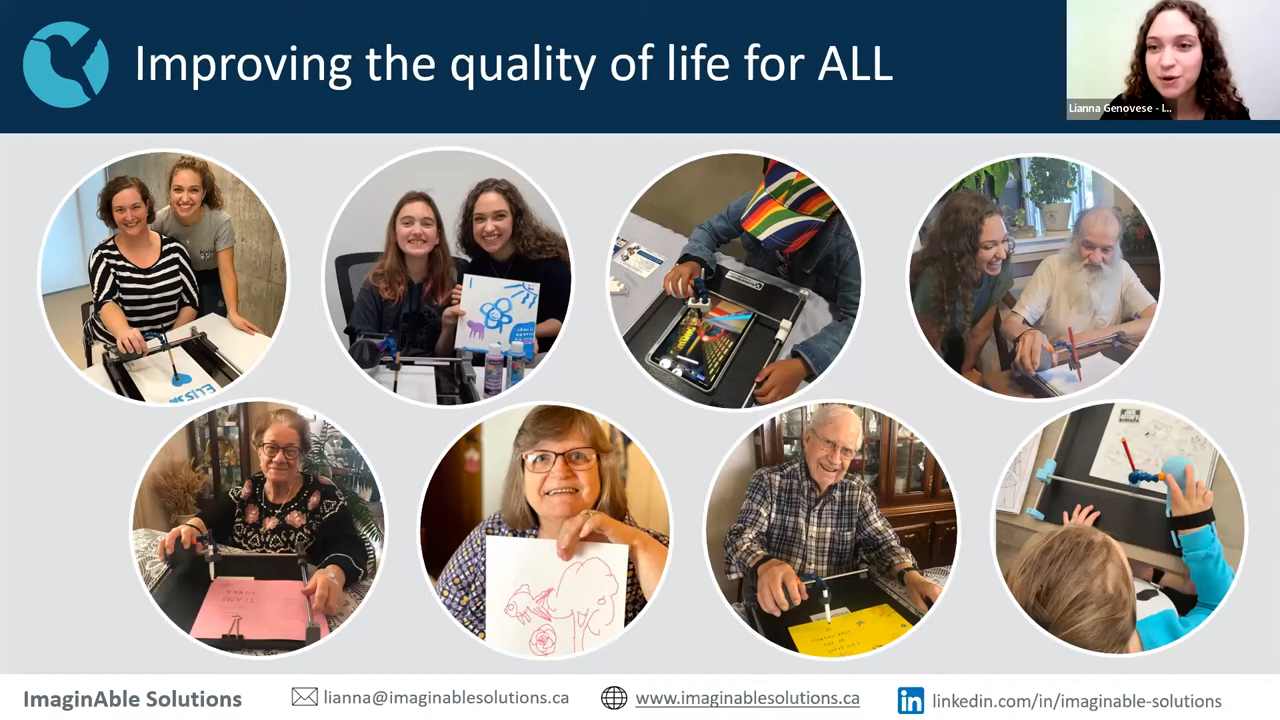 Improving the quality of life for ALL
Lianna Genovese - I...
ImaginAble Solutions
lianna@imaginablesolutions.ca
www.imaginablesolutions.ca
linkedin.com/in/imaginable-solutions